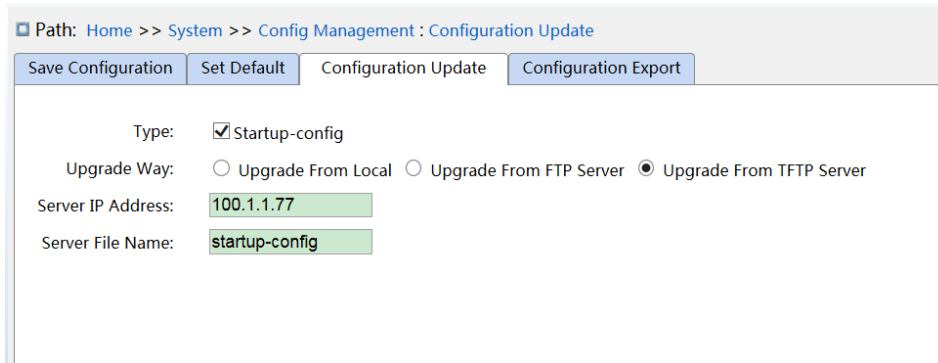 Path: Home >> System >> Config Management : Configuration Update
Save Configuration Set Default Configuration Update Configuration Export
Type: Startup-config
Upgrade Way: Upgrade From Local Upgrade From FTP Server Upgrade From TFTP Server
Server IP Address: 100.1.1.77
Server File Name: startup-config